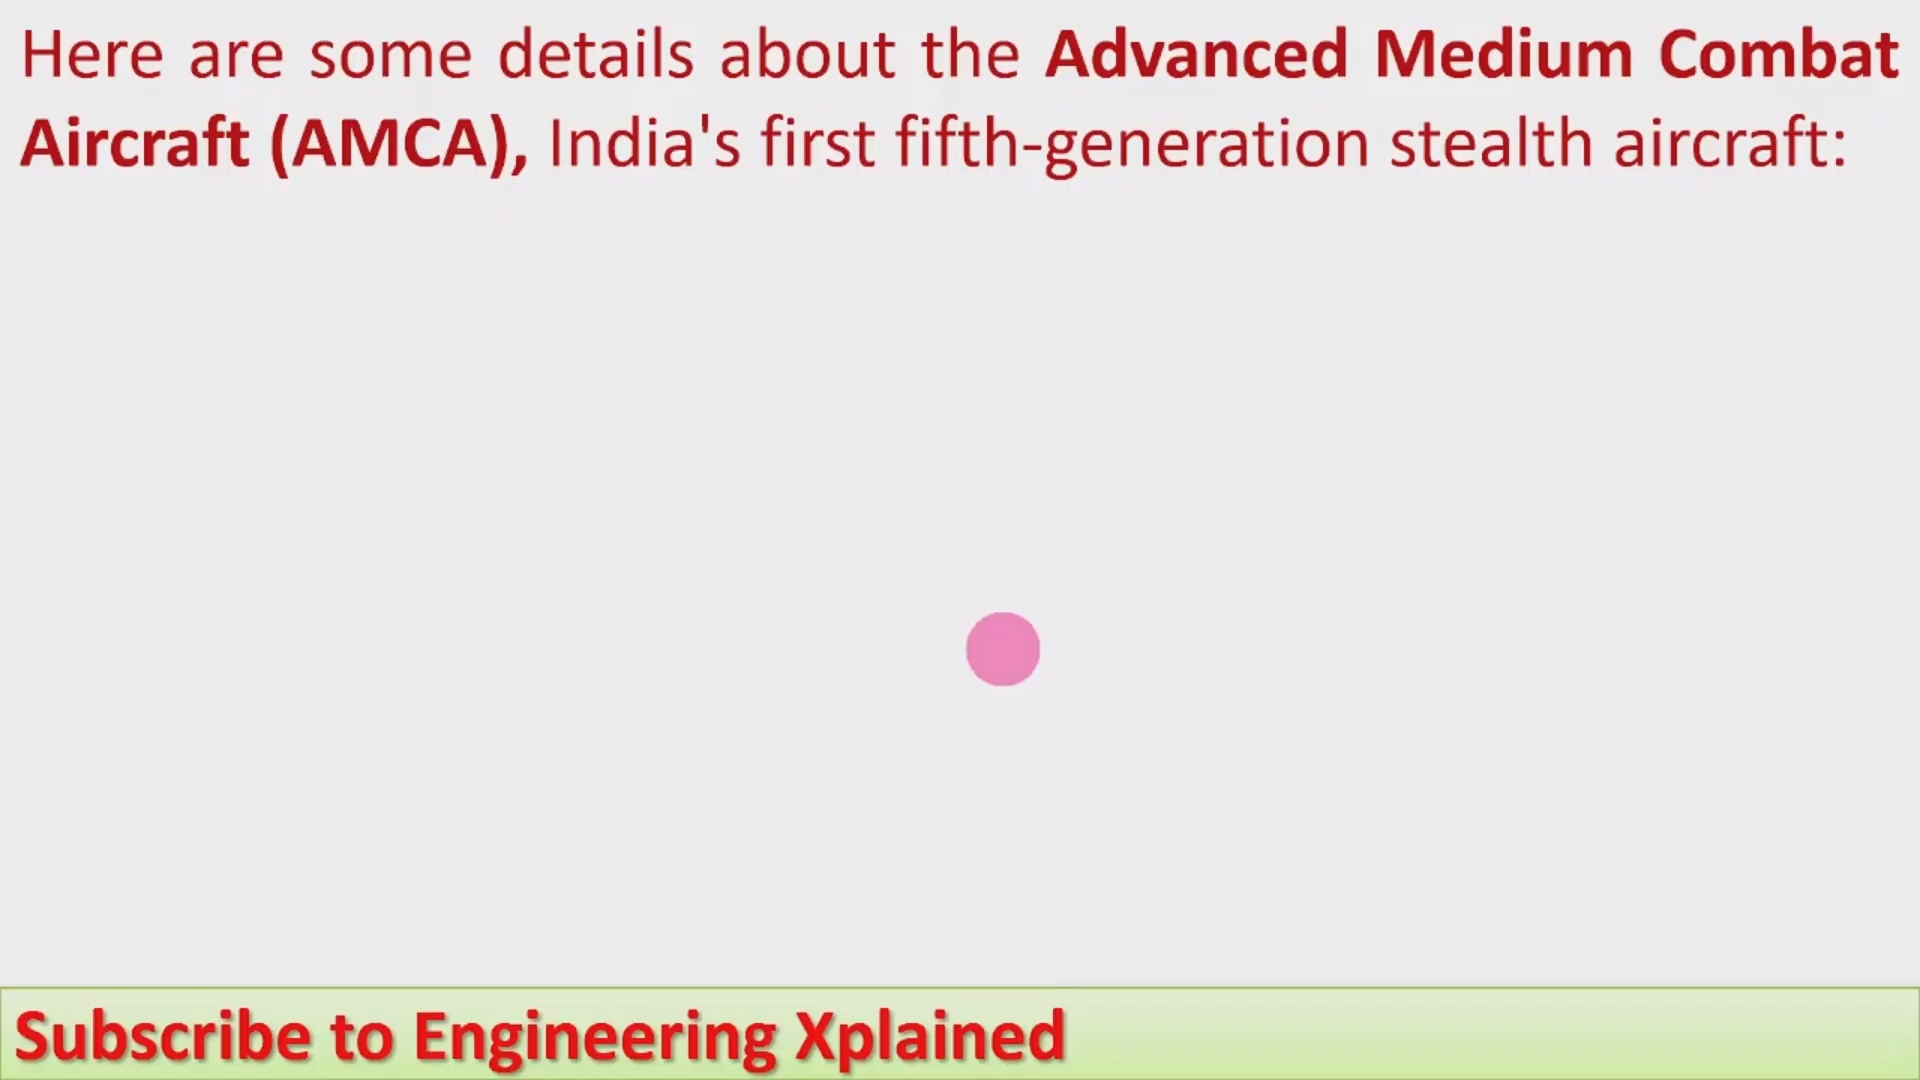 Here are some details about the Advanced Medium Combat
Aircraft (AMCA), India's first fifth-generation stealth aircraft:
Subscribe to Engineering Xplained